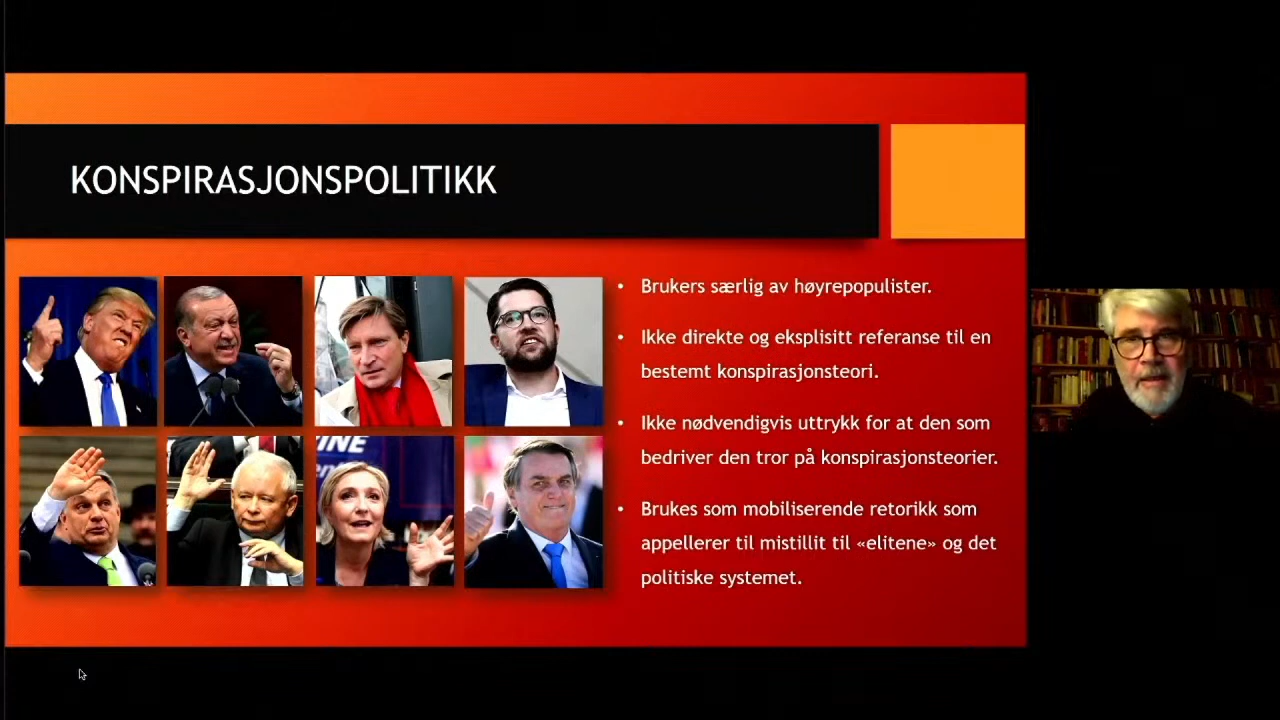 KONSPIRASJONSPOLITIKK
• Brukers særlig av høyrepopulister.
• Ikke direkte og eksplisitt referanse til en
bestemt konspirasjonsteori.
• Ikke nødvendigvis uttrykk for at den som
bedriver den tror på konspirasjonsteorier.
• Brukes som mobiliserende retorikk som
appellerer til mistillit til «elitene» og det
politiske systemet.